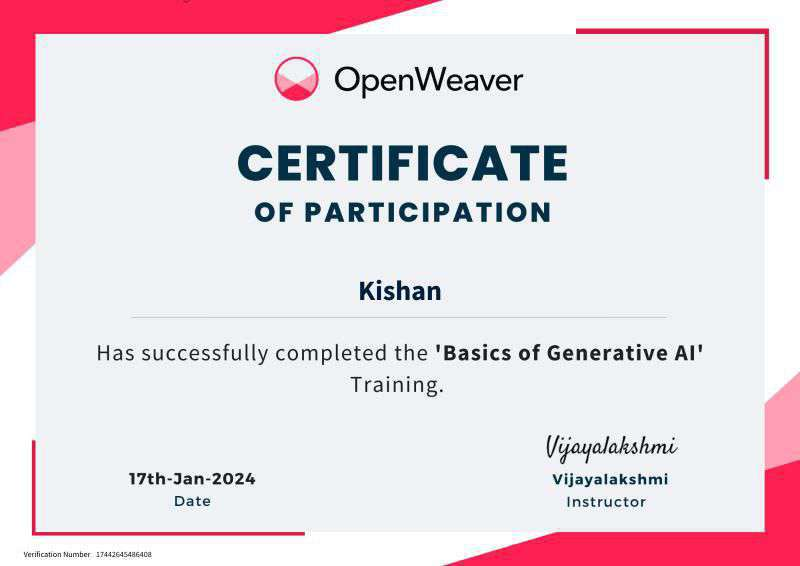 OpenWeaver
CERTIFICATE
OF PARTICIPATION
Kishan
Has successfully completed the 'Basics of Generative AI'
Training.
Vijayalakshmi
17th-Jan-2024
Vijayalakshmi
Date
Instructor
Verification Number 17442645486408